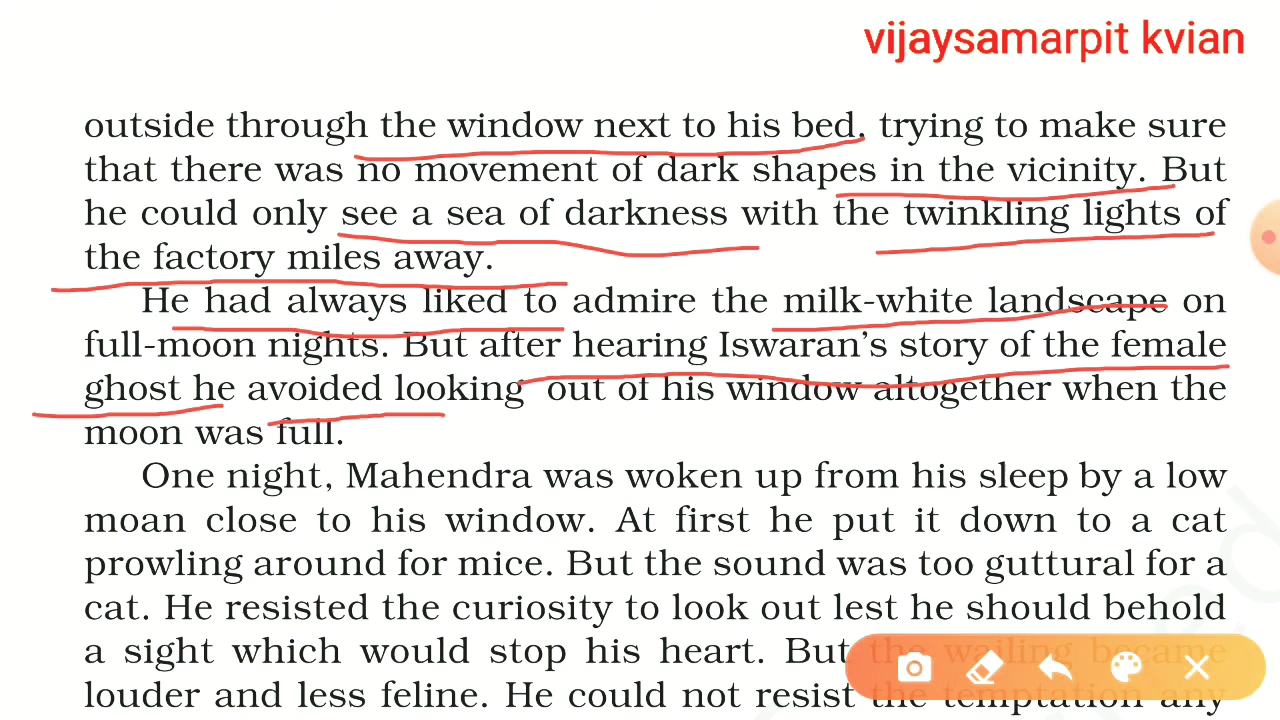 vijaysamarpit kvian
outside through the window next to his bed, trying to make sure
that there was no movement of dark shapes in the vicinity. But
he could only see a sea of darkness with the twinkling lights of
the factory miles away.
He had always liked to admire the milk-white landscape on
full-moon nights. But after hearing Iswaran’s story of the female
ghost he avoided looking out of his window altogether when the
moon was full.
One night, Mahendra was woken up from his sleep by a low
moan close to his window. At first he put it down to a cat
prowling around for mice. But the sound was too guttural for a
cat. He resisted the curiosity to look out lest he should behold
a sight which would stop his heart. But the wailing became
louder and less feline. He could not resist the temptation any